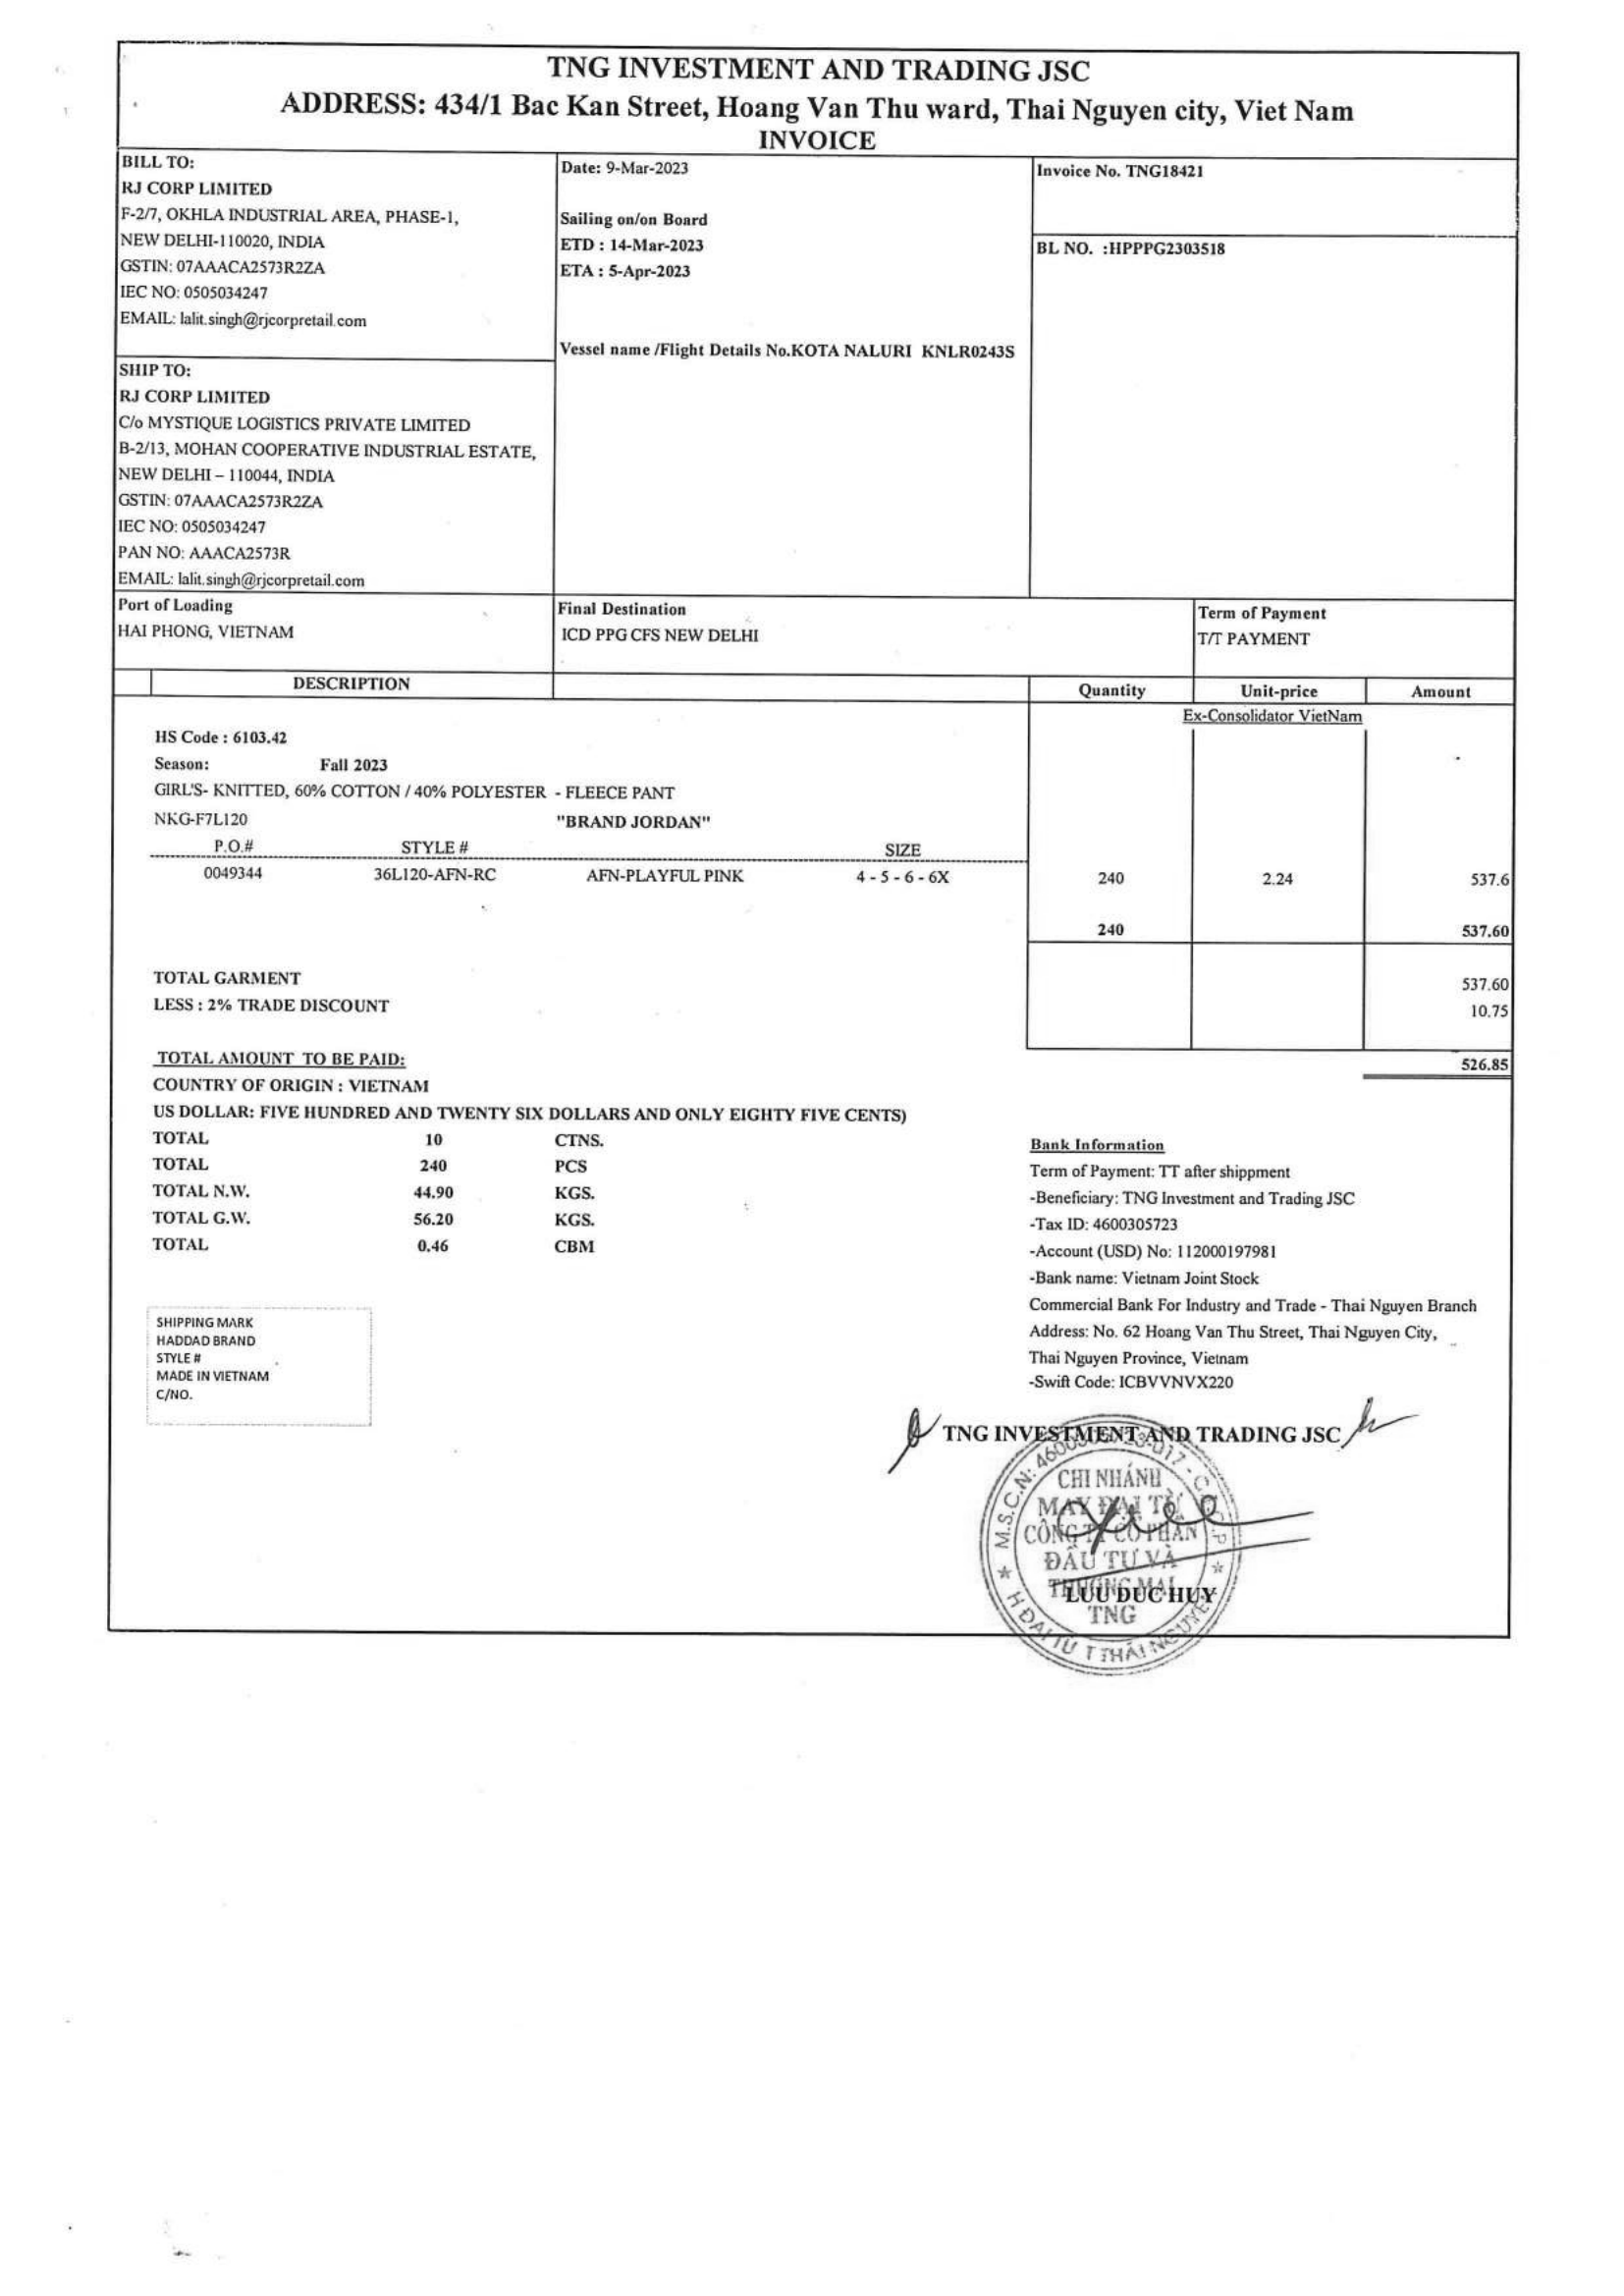 TNG INVESTMENT AND TRADING JSC
ADDRESS: 434/1 Bac Kan Street, Hoang Van Thu ward, Thai Nguyen city, Viet Nam
INVOICE
BILL TO:
RJ CORP LIMITED
F-2/7, OKHLA INDUSTRIAL AREA, PHASE-1,
NEW DELHI-110020, INDIA
GSTIN: 07AAACA2573R2ZA
IEC NO: 0505034247
EMAIL: lalit.singh@rjcorpretail.com
Date: 9-Mar-2023
Sailing on/on Board
ETD : 14-Mar-2023
ETA : 5-Apr-2023
Vessel name /Flight Details No.KOTA NALURI KNLR0243S
Invoice No. TNG18421
BL NO. :HPPPG2303518
SHIP TO:
RJ CORP LIMITED
C/o MYSTIQUE LOGISTICS PRIVATE LIMITED
B-2/13, MOHAN COOPERATIVE INDUSTRIAL ESTATE,
NEW DELHI – 110044, INDIA
GSTIN: 07AAACA2573R2ZA
IEC NO: 0505034247
PAN NO: AAACA2573R
EMAIL: lalit.singh@rjcorpretail.com
Port of Loading
HAI PHONG, VIETNAM
Final Destination
ICD PPG CFS NEW DELHI
Term of Payment
T/T PAYMENT
DESCRIPTION Quantity Unit-price Amount
Ex-Consolidator VietNam
HS Code : 6103.42
Season: Fall 2023
GIRL'S- KNITTED, 60% COTTON / 40% POLYESTER - FLEECE PANT
NKG-F7L120 "BRAND JORDAN"
P.O.# STYLE # SIZE
0049344 36L120-AFN-RC AFN-PLAYFUL PINK 4 - 5 - 6 - 6X 240 2.24 537.6
240 537.60
TOTAL GARMENT 537.60
LESS : 2% TRADE DISCOUNT 10.75
TOTAL AMOUNT TO BE PAID: 526.85
COUNTRY OF ORIGIN : VIETNAM
US DOLLAR: FIVE HUNDRED AND TWENTY SIX DOLLARS AND ONLY EIGHTY FIVE CENTS)
TOTAL 10 CTNS.
TOTAL 240 PCS
TOTAL N.W. 44.90 KGS.
TOTAL G.W. 56.20 KGS.
TOTAL 0.46 CBM
Bank Information
Term of Payment: TT after shippment
-Beneficiary: TNG Investment and Trading JSC
-Tax ID: 4600305723
-Account (USD) No: 112000197981
-Bank name: Vietnam Joint Stock
Commercial Bank For Industry and Trade - Thai Nguyen Branch
Address: No. 62 Hoang Van Thu Street, Thai Nguyen City,
Thai Nguyen Province, Vietnam
-Swift Code: ICBVVNVX220
SHIPPING MARK
HADDAD BRAND
STYLE #
MADE IN VIETNAM
C/NO.
TNG INVESTMENT AND TRADING JSC
CHI NHÁNH
MAY ĐẠI TỪ
CÔNG TY CỔ PHẦN
ĐẦU TƯ VÀ
THƯƠNG MẠI
TNG
LUU DUC HUY